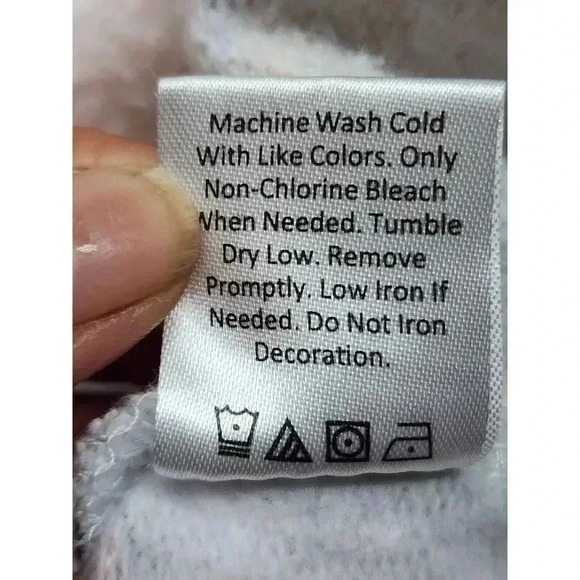 Machine Wash Cold
With Like Colors. Only
Non-Chlorine Bleach
When Needed. Tumble
Dry Low. Remove
Promptly. Low Iron If
Needed. Do Not Iron
Decoration.